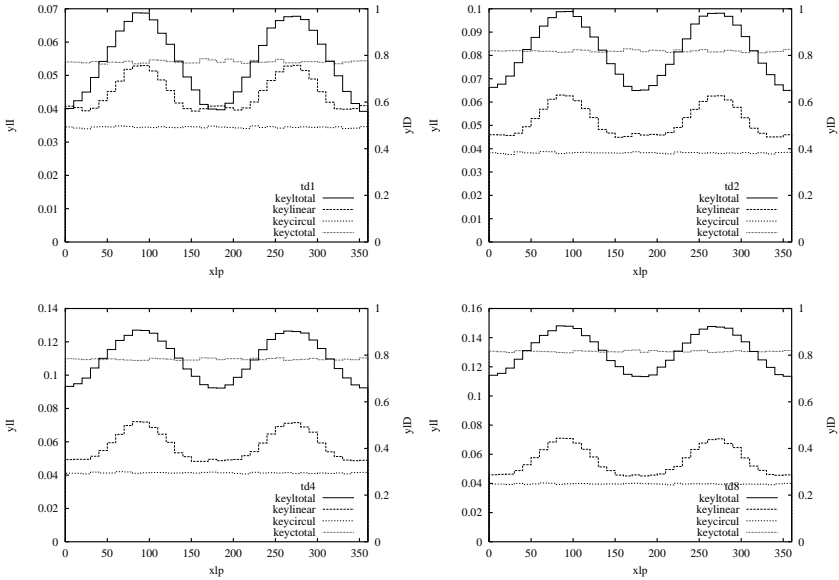 0.07
0.06
0.05
0.04
0.03
0.02
0.01
0
1
0.8
0.6
0.4
0.2
0
0 50 100 150 200 250 300 350
ylI
ylD
xlp
td1
keyltotal
keylinear
keycircul
keyctotal
0.1
0.09
0.08
0.07
0.06
0.05
0.04
0.03
0.02
0.01
0
1
0.8
0.6
0.4
0.2
0
0 50 100 150 200 250 300 350
ylI
ylD
xlp
td2
keyltotal
keylinear
keycircul
keyctotal
0.14
0.12
0.1
0.08
0.06
0.04
0.02
0
1
0.8
0.6
0.4
0.2
0
0 50 100 150 200 250 300 350
ylI
ylD
xlp
td4
keyltotal
keylinear
keycircul
keyctotal
0.16
0.14
0.12
0.1
0.08
0.06
0.04
0.02
0
1
0.8
0.6
0.4
0.2
0
0 50 100 150 200 250 300 350
ylI
ylD
xlp
td8
keyltotal
keylinear
keycircul
keyctotal